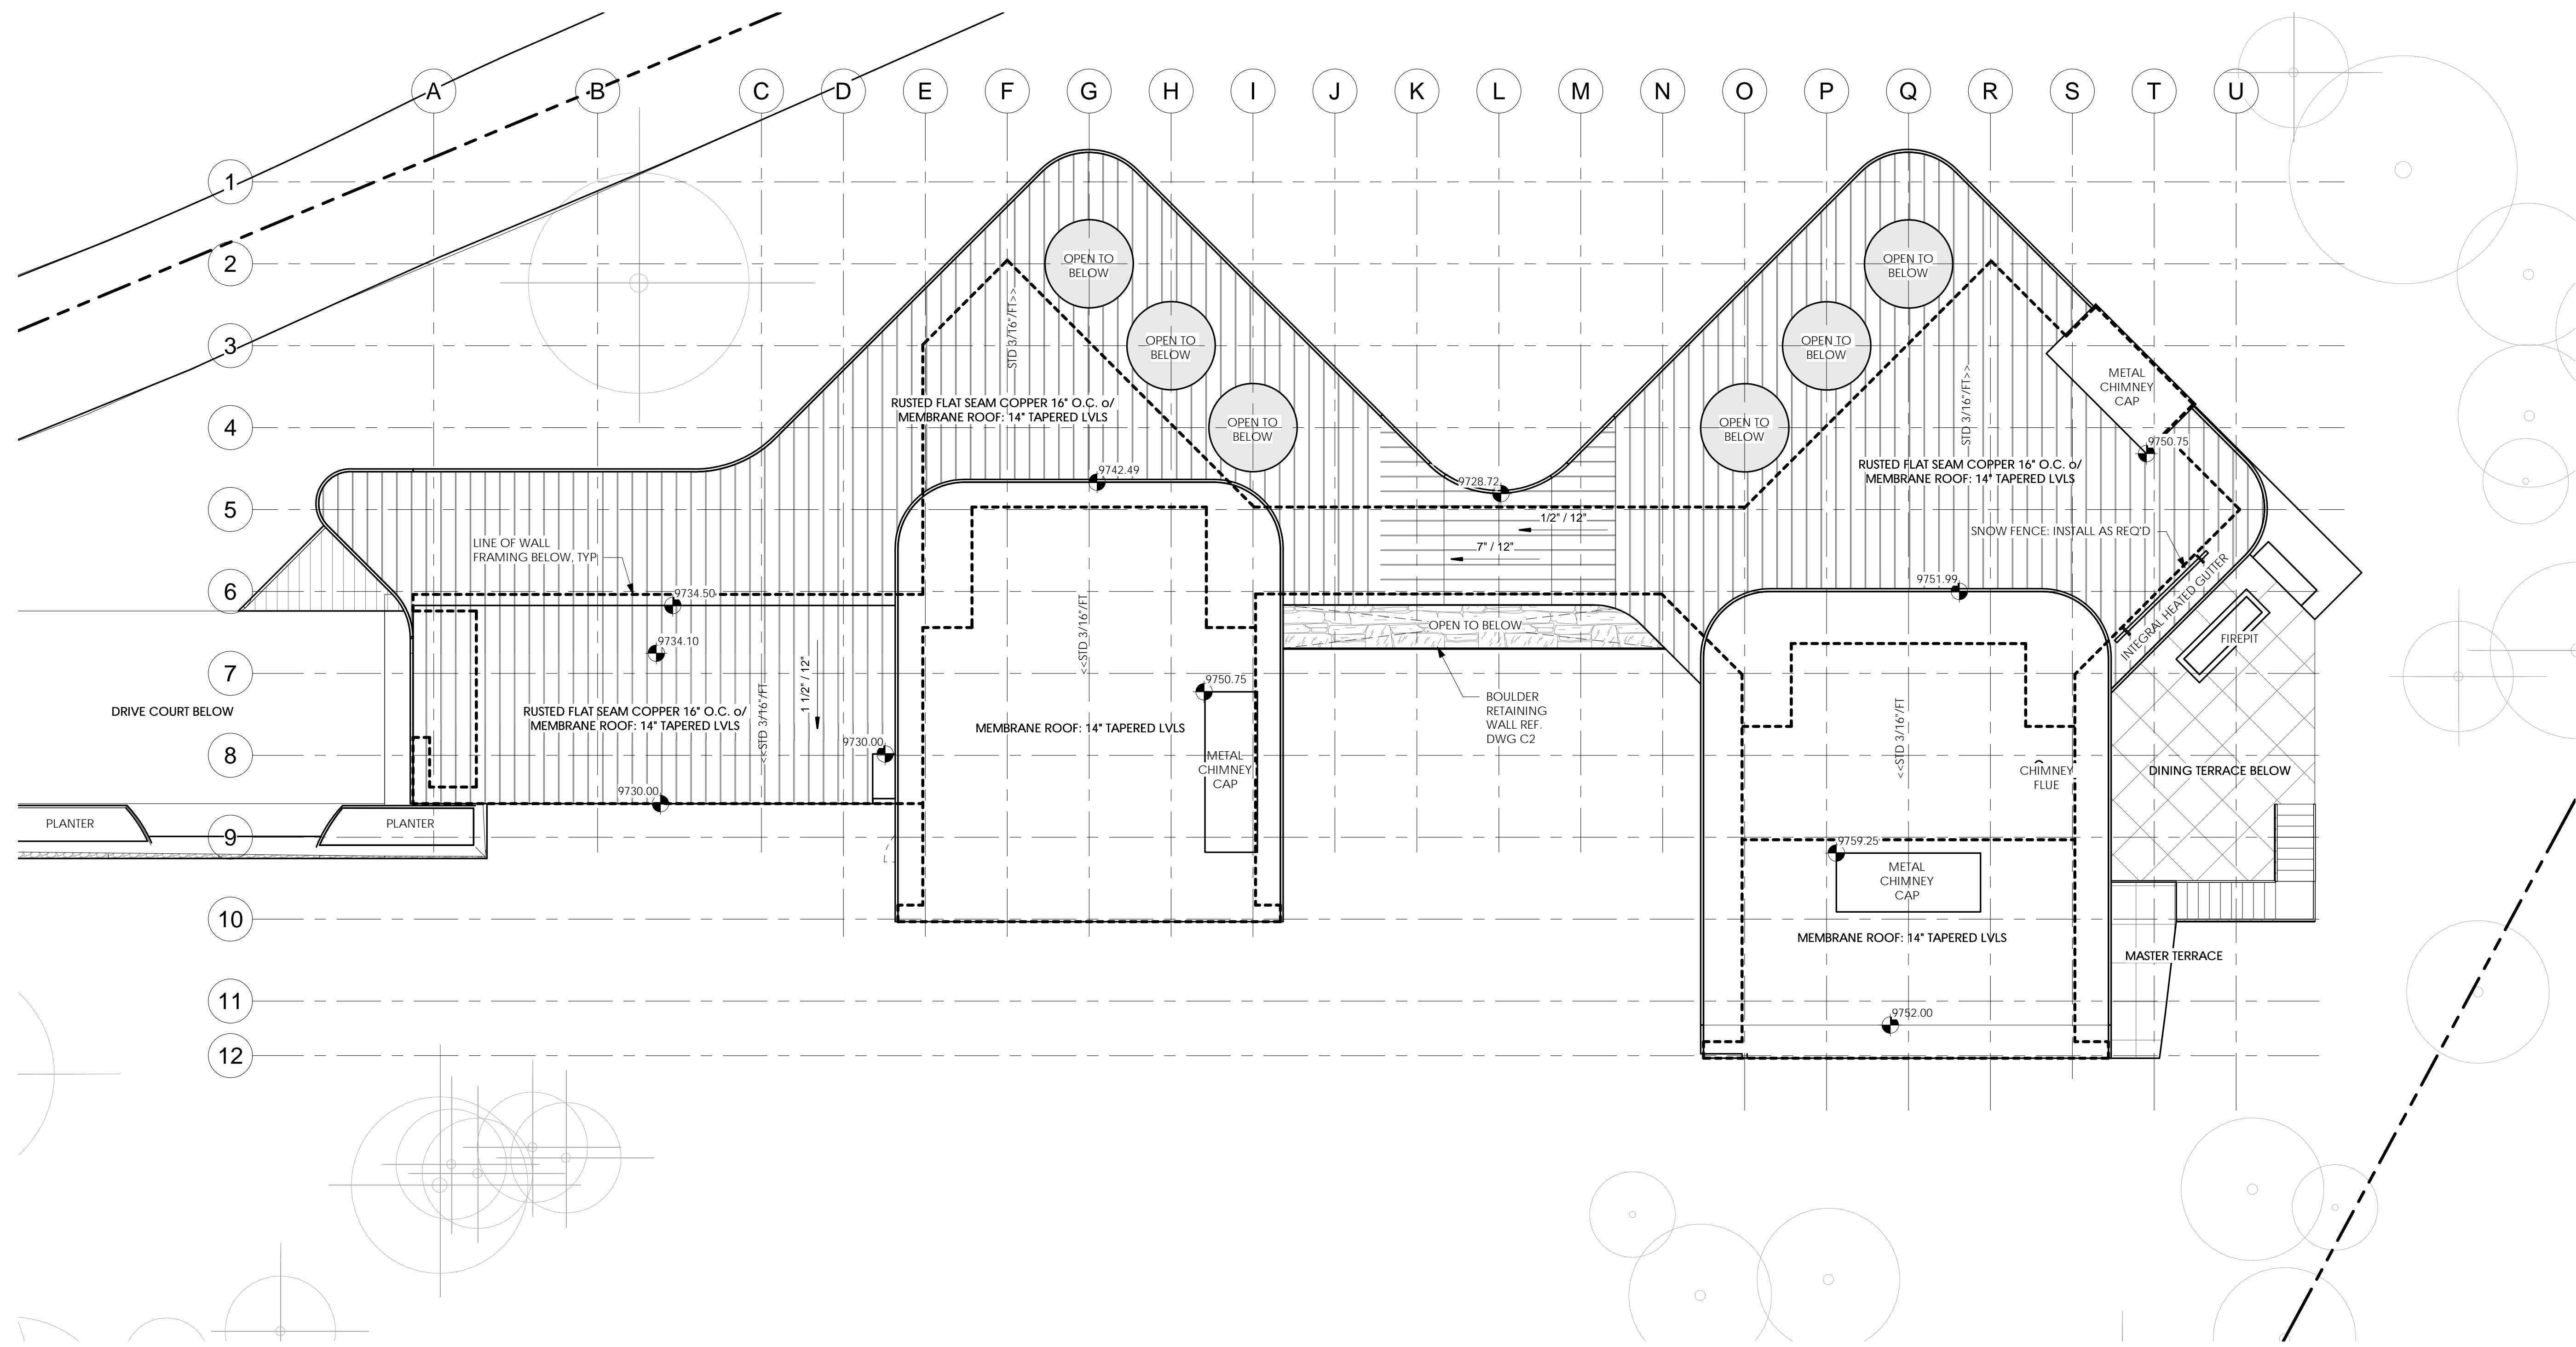 A B C D E F G H I J K L M N O P Q R S T U
1
2
3
4
5
6
7
8
9
10
11
12
OPEN TO
BELOW
OPEN TO
BELOW
OPEN TO
BELOW
OPEN TO
BELOW
OPEN TO
BELOW
OPEN TO
BELOW
STD 3/16"/FT>>
STD 3/16"/FT>>
METAL
CHIMNEY
CAP
RUSTED FLAT SEAM COPPER 16" O.C. o/
MEMBRANE ROOF: 14" TAPERED LVLS
9750.75
RUSTED FLAT SEAM COPPER 16" O.C. o/
MEMBRANE ROOF: 14" TAPERED LVLS
9742.49
9728.72
1/2" / 12"
7" / 12"
SNOW FENCE: INSTALL AS REQ'D
INTEGRAL HEATED GUTTER
LINE OF WALL
FRAMING BELOW, TYP
9734.50
9751.99
OPEN TO BELOW
FIREPIT
9734.10
<<STD 3/16"/FT
1 1/2" / 12"
<<STD 3/16"/FT
9750.75
BOULDER
RETAINING
WALL REF.
DWG C2
<<STD 3/16"/FT
DRIVE COURT BELOW
RUSTED FLAT SEAM COPPER 16" O.C. o/
MEMBRANE ROOF: 14" TAPERED LVLS
MEMBRANE ROOF: 14" TAPERED LVLS
9730.00
METAL
CHIMNEY
CAP
CHIMNEY
FLUE
DINING TERRACE BELOW
9730.00
PLANTER
PLANTER
9759.25
METAL
CHIMNEY
CAP
MEMBRANE ROOF: 14" TAPERED LVLS
MASTER TERRACE
9752.00